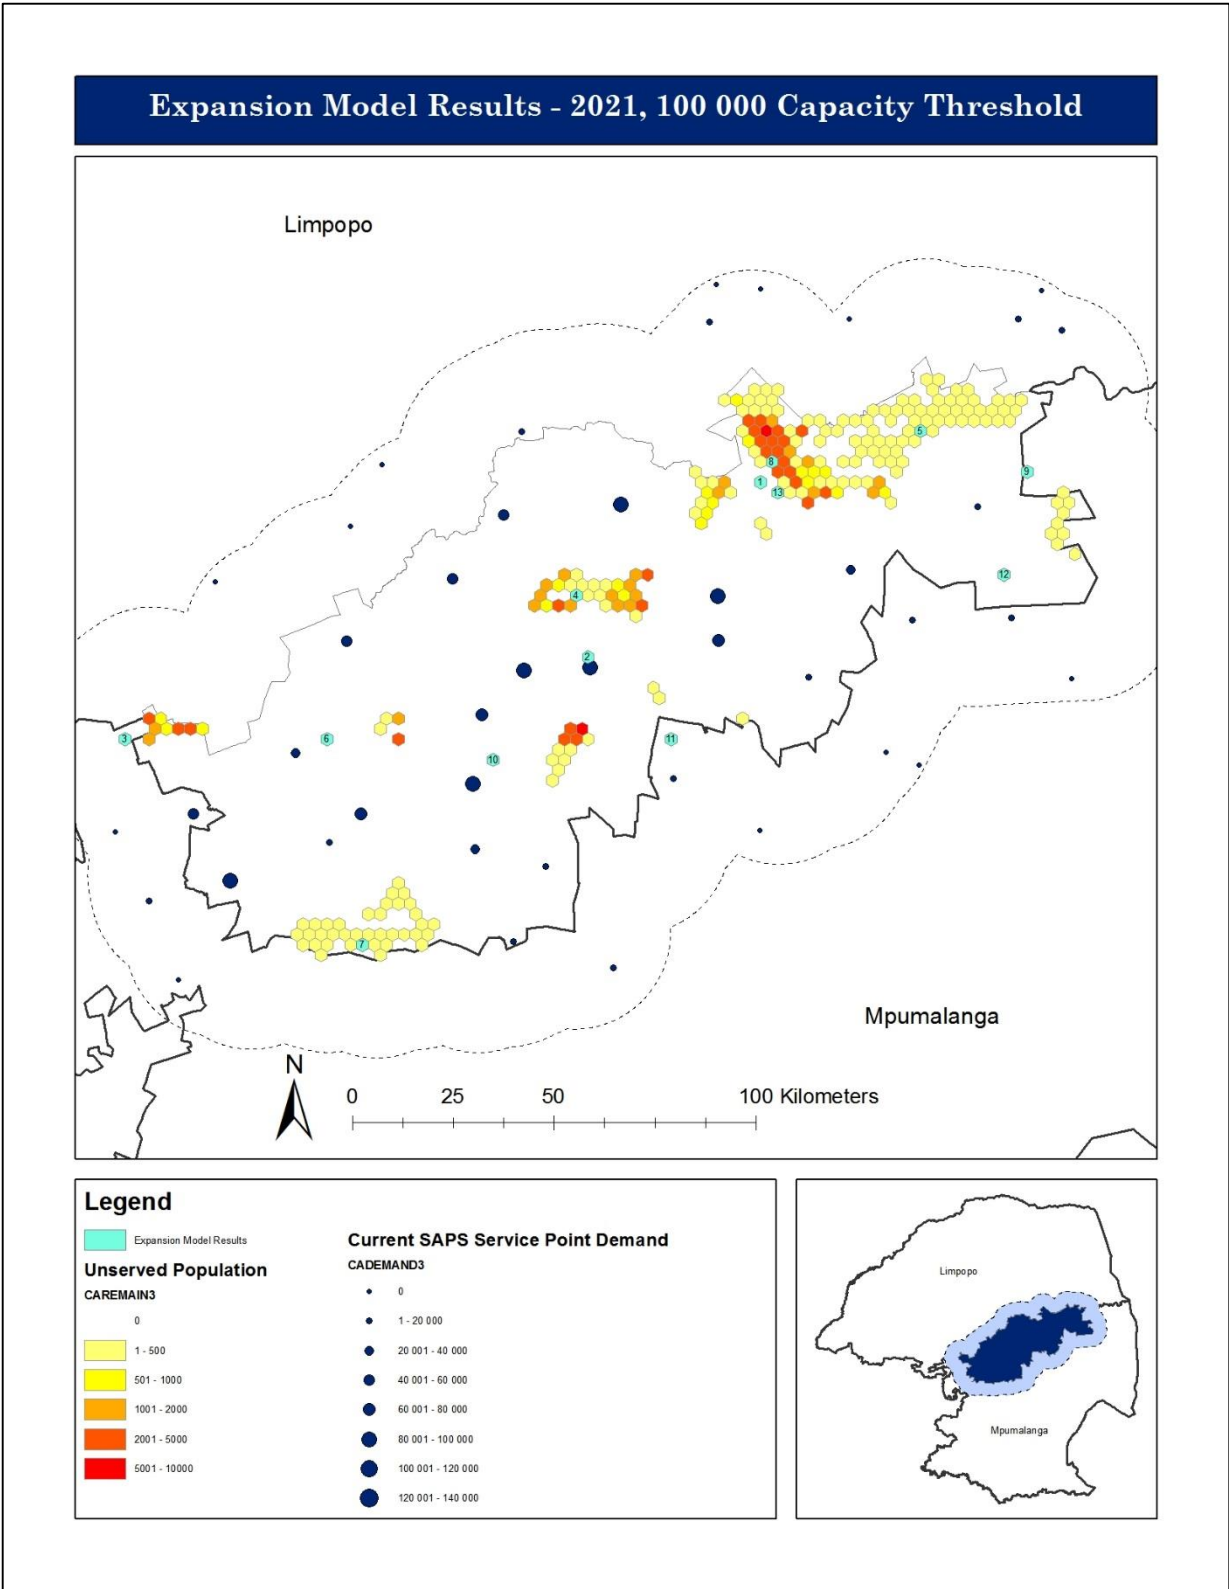 Expansion Model Results - 2021, 100 000 Capacity Threshold
Limpopo
5
8
9
1
13
12
4
2
3
6
11
10
7
Mpumalanga
N
0 25 50 100 Kilometers
Legend
Expansion Model Results
Unserved Population
CAREMAIN3
0
1 - 500
501 - 1000
1001 - 2000
2001 - 5000
5001 - 10000
Current SAPS Service Point Demand
CADEMAND3
0
1 - 20 000
20 001 - 40 000
40 001 - 60 000
60 001 - 80 000
80 001 - 100 000
100 001 - 120 000
120 001 - 140 000
Limpopo
Mpumalanga